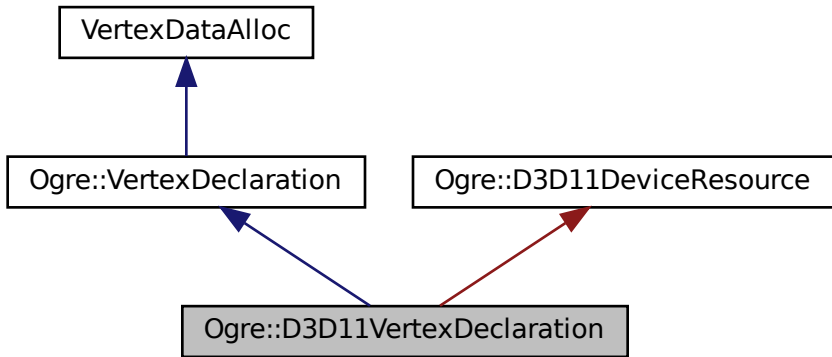 VertexDataAlloc
Ogre::VertexDeclaration
Ogre::D3D11DeviceResource
Ogre::D3D11VertexDeclaration